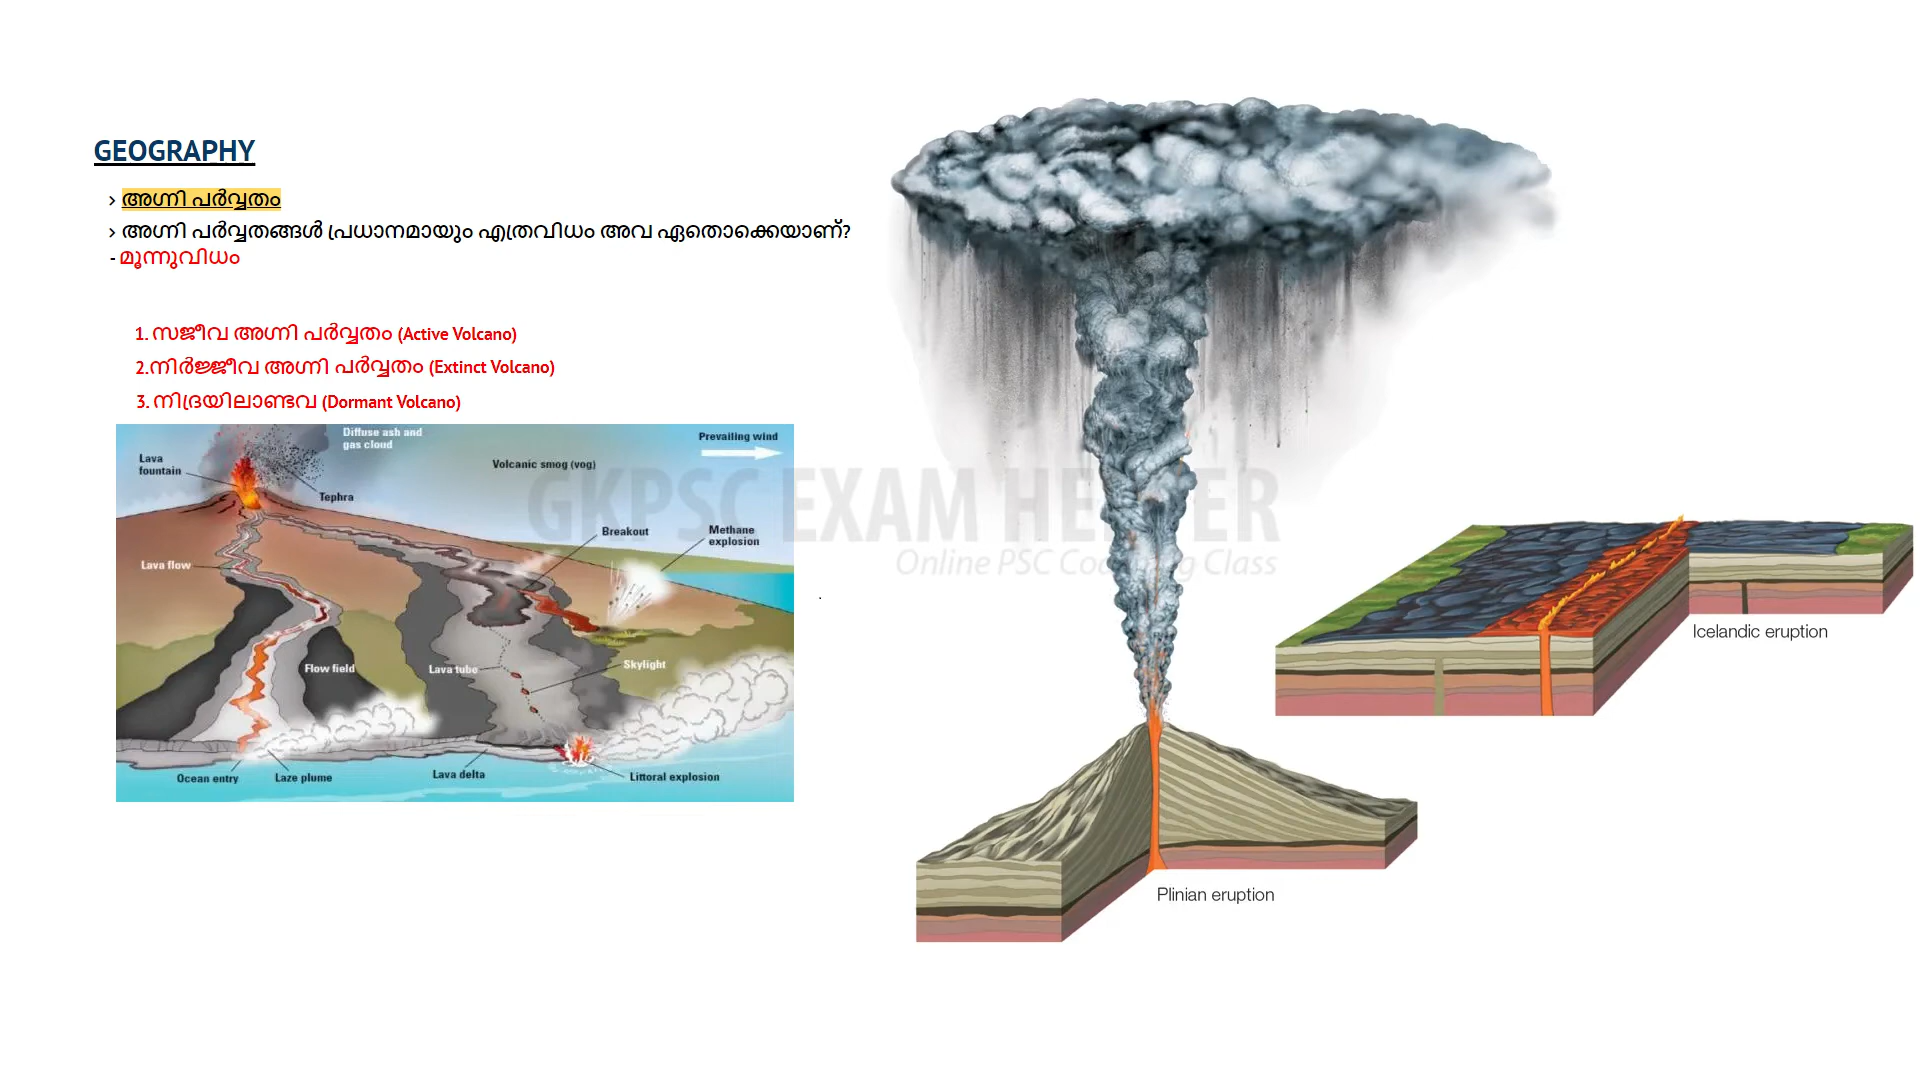 GEOGRAPHY
› അഗ്നി പർവ്വതം
› അഗ്നി പർവ്വതങ്ങൾ പ്രധാനമായും എത്രവിധം അവ ഏതൊക്കെയാണ്?
- മൂന്നുവിധം
1. സജീവ അഗ്നി പർവ്വതം (Active Volcano)
2.നിർജ്ജീവ അഗ്നി പർവ്വതം (Extinct Volcano)
3. നിദ്രയിലാണ്ടവ (Dormant Volcano)
Diffuse ash and
gas cloud
Prevailing wind
Lava
fountain
Volcanic smog (vog)
Tephra
Breakout
Methane
explosion
Lava flow
Flow field
Lava tube
Skylight
Ocean entry
Laze plume
Lava delta
Littoral explosion
GKPSC EXAM HELPER
Online PSC Coaching Class
Icelandic eruption
Plinian eruption